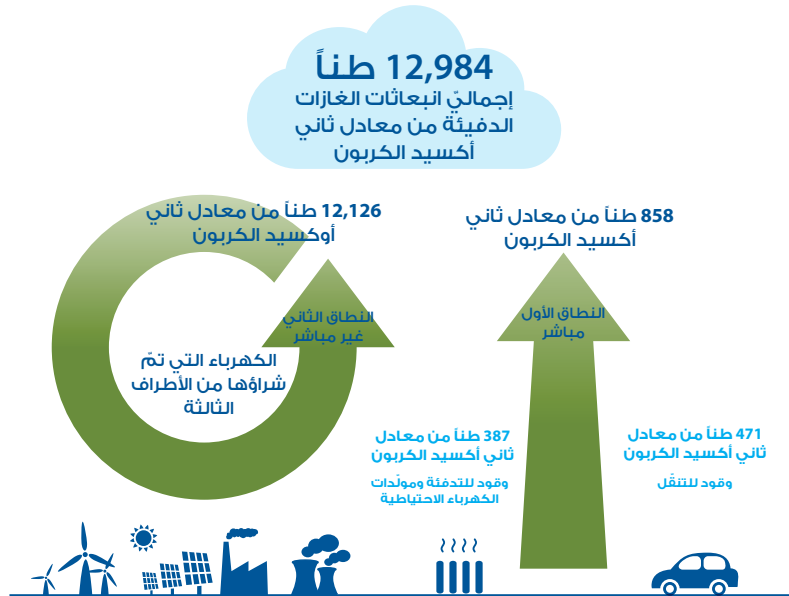 12,984 طناً
إجماليّ انبعاثات الغازات
الدفيئة من معادل ثاني
أكسيد الكربون
858 طناً من معادل ثاني
أكسيد الكربون
النطاق الأول
مباشر
471 طناً من معادل
ثاني أكسيد الكربون
وقود للتنقّل
387 طناً من معادل
ثاني أكسيد الكربون
وقود للتدفئة ومولّدات
الكهرباء الاحتياطية
12,126 طناً من معادل ثاني
أوكسيد الكربون
النطاق الثاني
غير مباشر
الكهرباء التي تمّ
شراؤها من الأطراف
الثالثة